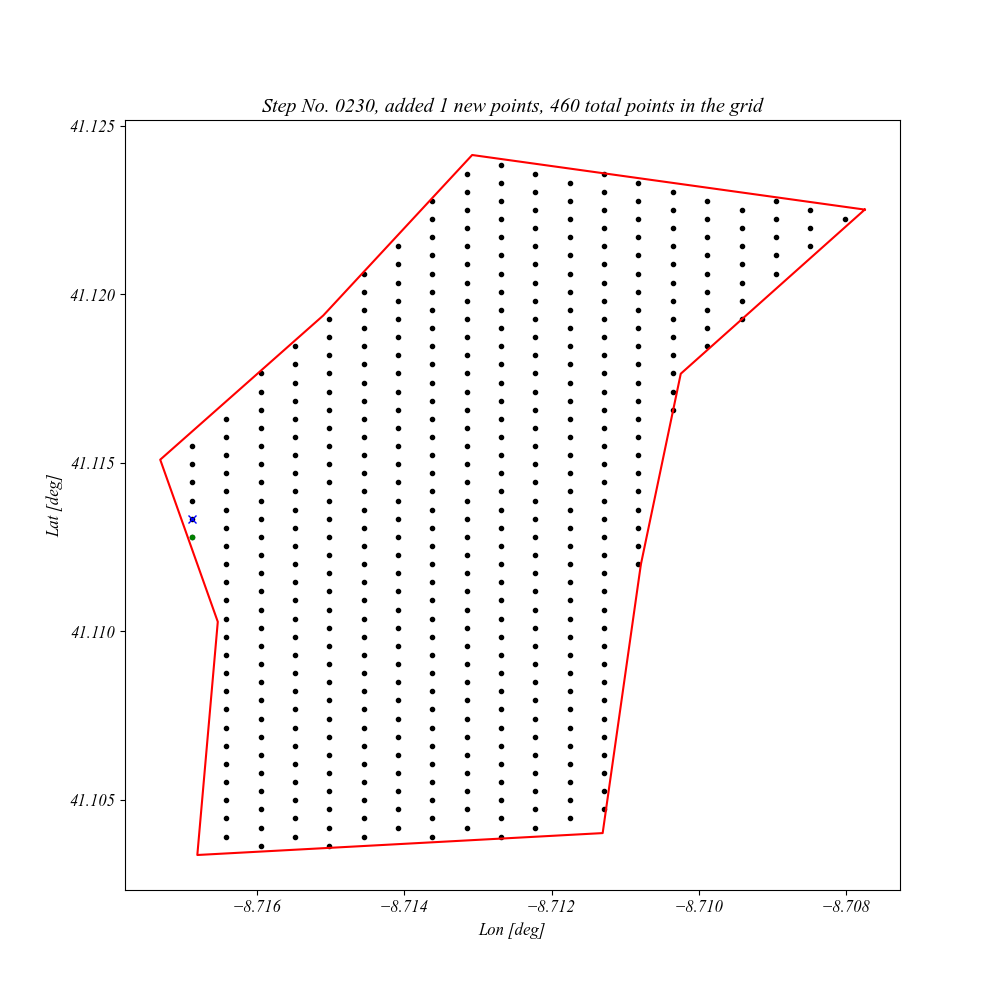 Step No. 0230, added 1 new points, 460 total points in the grid
41.125
41.120
41.115
41.110
41.105
Lat [deg]
−8.716 −8.714 −8.712 −8.710 −8.708
Lon [deg]